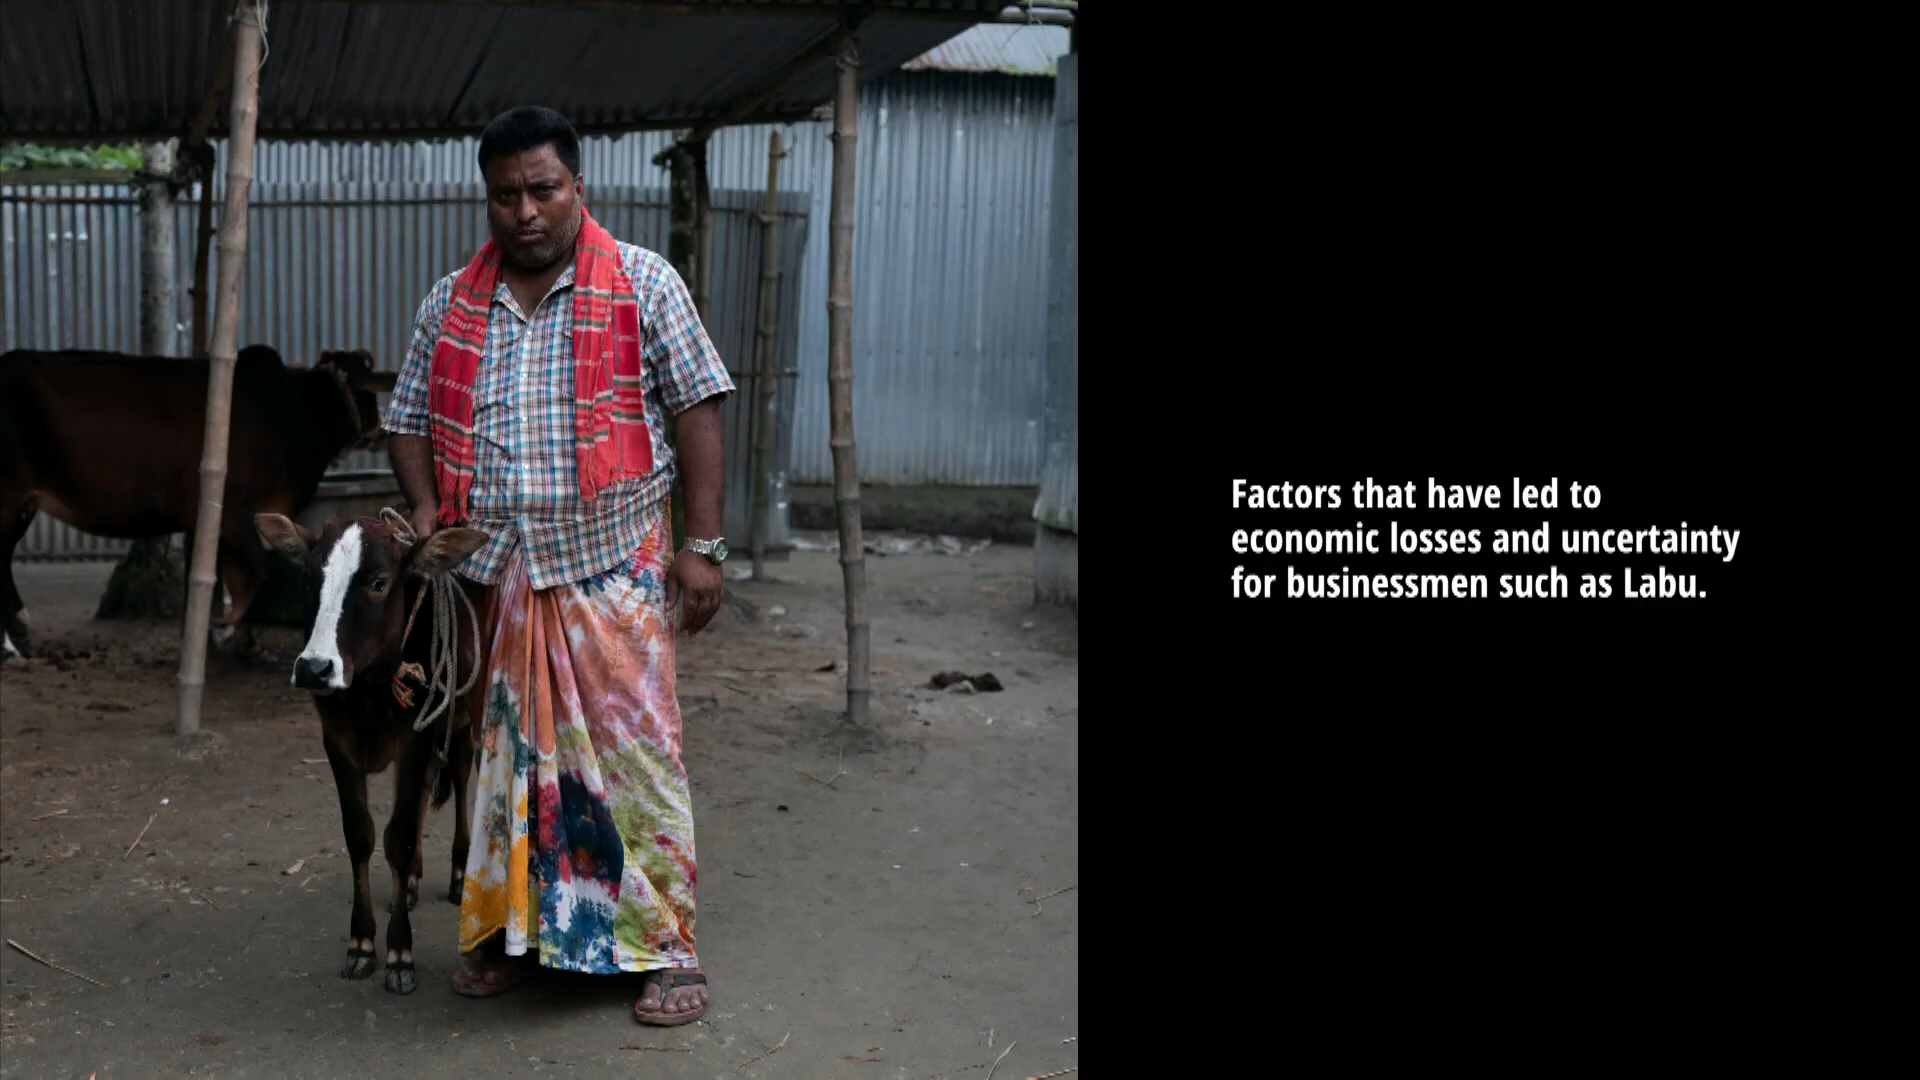 Factors that have led to
economic losses and uncertainty
for businessmen such as Labu.